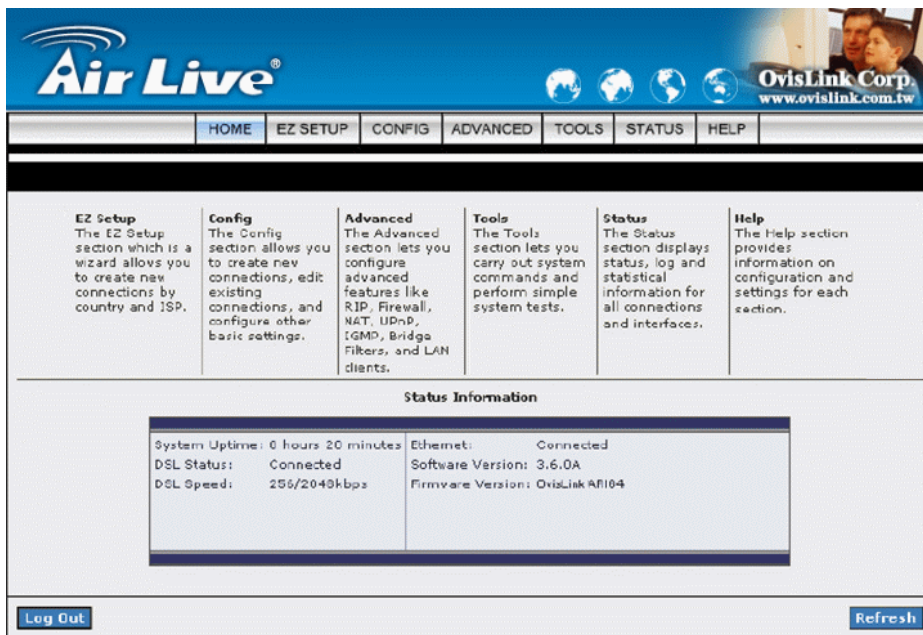 Air Live®
OvisLink Corp.
www.ovislink.com.tw
HOME EZ SETUP CONFIG ADVANCED TOOLS STATUS HELP
EZ Setup
The EZ Setup
section which is a
wizard allows you
to create new
connections by
country and ISP.
Config
The Config
section allows you
to create new
connections, edit
existing
connections, and
configure other
basic settings.
Advanced
The Advanced
section lets you
configure
advanced
features like
RIP, Firewall,
NAT, UPnP,
IGMP, Bridge
Filters, and LAN
clients.
Tools
The Tools
section lets you
carry out system
commands and
perform simple
system tests.
Status
The Status
section displays
status, log and
statistical
information for
all connections
and interfaces.
Help
The Help section
provides
information on
configuration and
settings for each
section.
Status Information
System Uptime: 0 hours 20 minutes
DSL Status: Connected
DSL Speed: 256/2048kbps
Ethernet: Connected
Software Version: 3.6.0A
Firmware Version: OvisLink
Log Out
Refresh